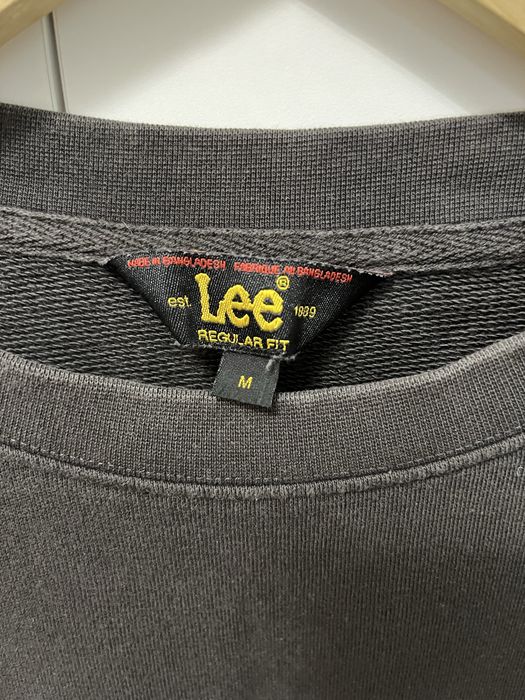 MADE IN BANGLADESH FABRIQUE AU BANGLADESH
est. Lee® 1889
REGULAR FIT
M